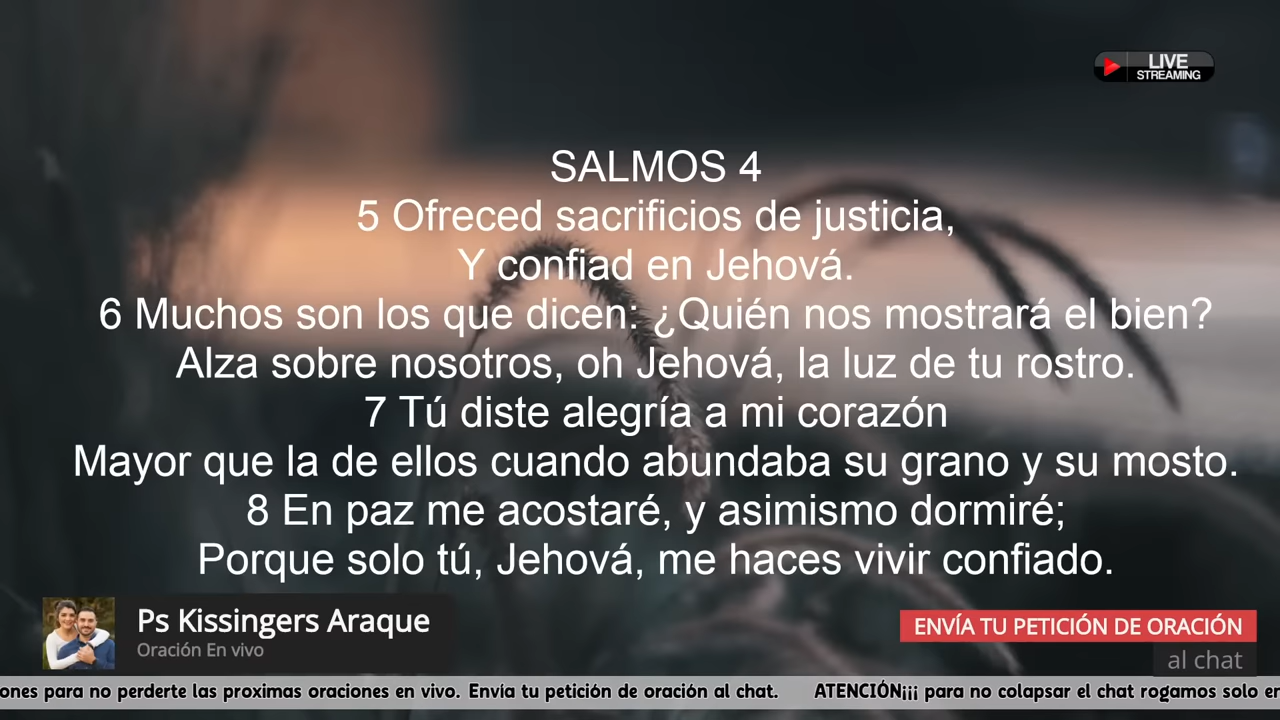 LIVE
STREAMING
SALMOS 4
5 Ofreced sacrificios de justicia,
Y confiad en Jehová.
6 Muchos son los que dicen: ¿Quién nos mostrará el bien?
Alza sobre nosotros, oh Jehová, la luz de tu rostro.
7 Tú diste alegría a mi corazón
Mayor que la de ellos cuando abundaba su grano y su mosto.
8 En paz me acostaré, y asimismo dormiré;
Porque solo tú, Jehová, me haces vivir confiado.
Ps Kissingers Araque
Oración En vivo
ENVÍA TU PETICIÓN DE ORACIÓN
al chat
ones para no perderte las proximas oraciones en vivo. Envía tu petición de oración al chat. ATENCIÓN¡¡¡ para no colapsar el chat rogamos solo en